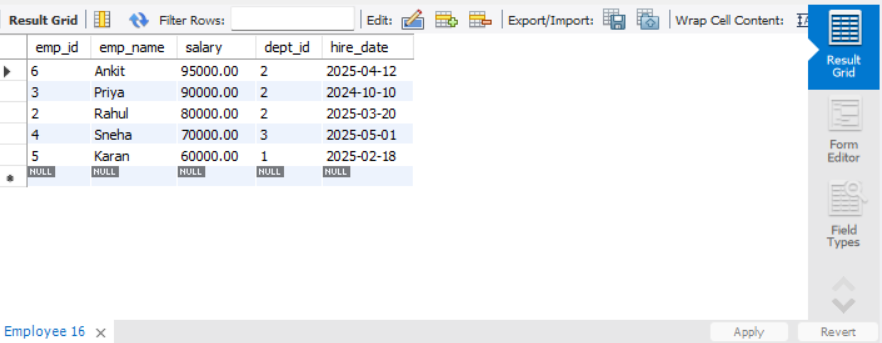 Result Grid Filter Rows: Edit: Export/Import: Wrap Cell Content:
emp_id emp_name salary dept_id hire_date
6 Ankit 95000.00 2 2025-04-12
3 Priya 90000.00 2 2024-10-10
2 Rahul 80000.00 2 2025-03-20
4 Sneha 70000.00 3 2025-05-01
5 Karan 60000.00 1 2025-02-18
NULL NULL NULL NULL NULL
Result
Grid
Form
Editor
Field
Types
Employee 16 Apply Revert